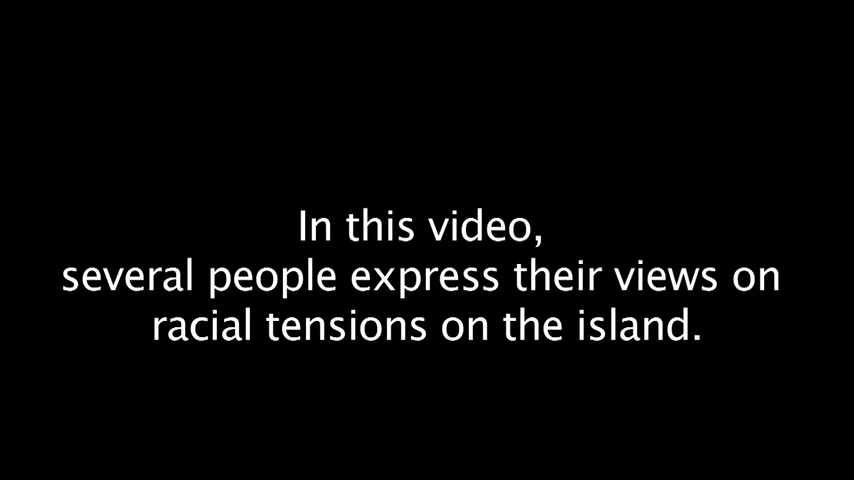 In this video,
several people express their views on
racial tensions on the island.